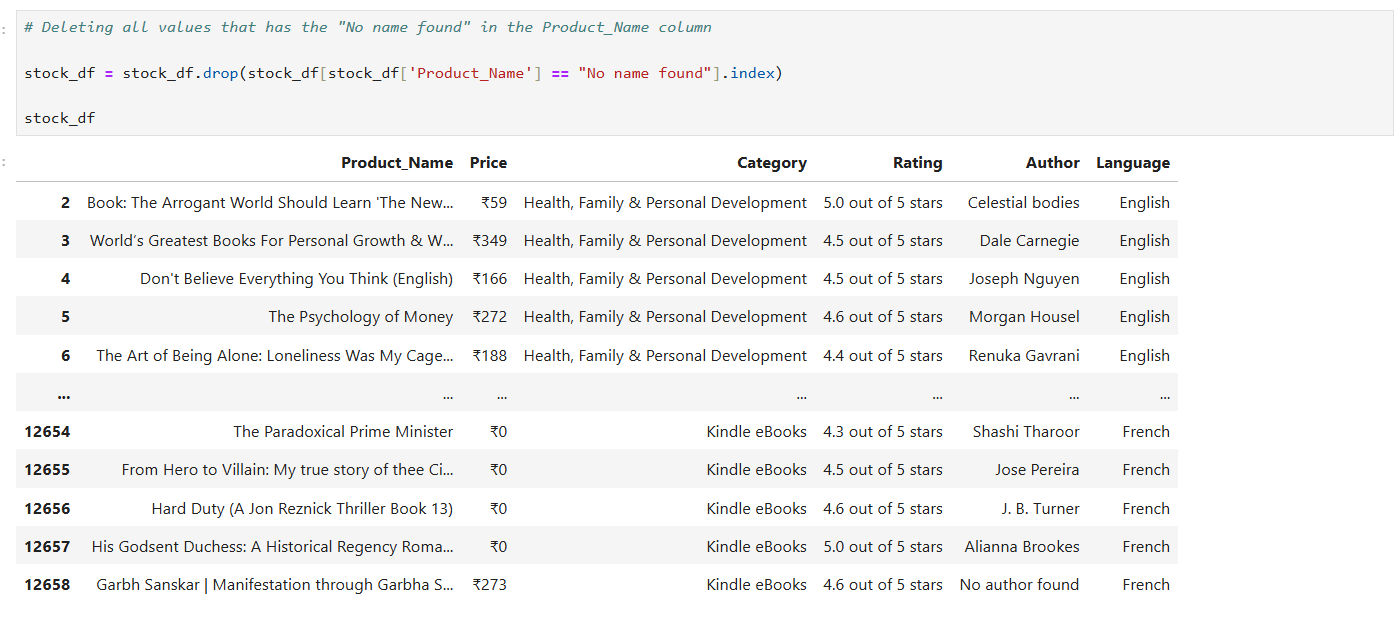 # Deleting all values that has the "No name found" in the Product_Name column
stock_df = stock_df.drop(stock_df[stock_df['Product_Name'] == "No name found"].index)
stock_df
Product_Name Price Category Rating Author Language
2 Book: The Arrogant World Should Learn 'The New... ₹59 Health, Family & Personal Development 5.0 out of 5 stars Celestial bodies English
3 World’s Greatest Books For Personal Growth & W... ₹349 Health, Family & Personal Development 4.5 out of 5 stars Dale Carnegie English
4 Don't Believe Everything You Think (English) ₹166 Health, Family & Personal Development 4.5 out of 5 stars Joseph Nguyen English
5 The Psychology of Money ₹272 Health, Family & Personal Development 4.6 out of 5 stars Morgan Housel English
6 The Art of Being Alone: Loneliness Was My Cage... ₹188 Health, Family & Personal Development 4.4 out of 5 stars Renuka Gavrani English
... ... ... ... ... ... ...
12654 The Paradoxical Prime Minister ₹0 Kindle eBooks 4.3 out of 5 stars Shashi Tharoor French
12655 From Hero to Villain: My true story of thee Ci... ₹0 Kindle eBooks 4.5 out of 5 stars Jose Pereira French
12656 Hard Duty (A Jon Reznick Thriller Book 13) ₹0 Kindle eBooks 4.6 out of 5 stars J. B. Turner French
12657 His Godsent Duchess: A Historical Regency Roma... ₹0 Kindle eBooks 5.0 out of 5 stars Alianna Brookes French
12658 Garbh Sanskar | Manifestation through Garbha S... ₹273 Kindle eBooks 4.6 out of 5 stars No author found French